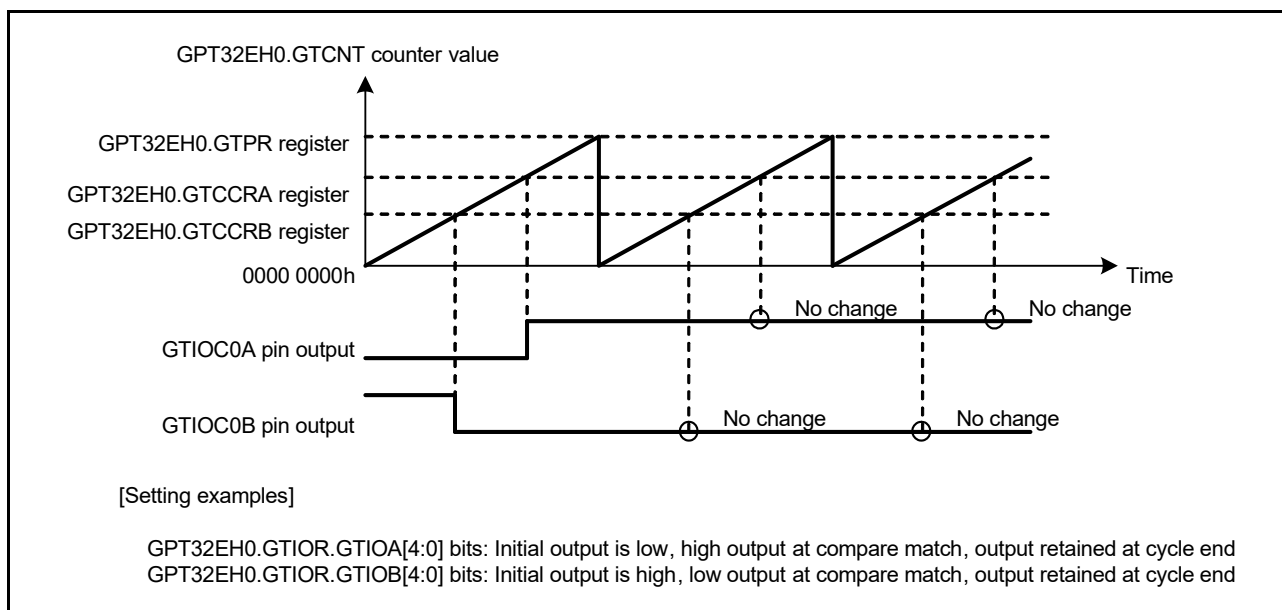 GPT32EH0.GTCNT counter value
GPT32EH0.GTPR register
GPT32EH0.GTCCRA register
GPT32EH0.GTCCRB register
0000 0000h
Time
No change
No change
GTIOC0A pin output
No change
No change
GTIOC0B pin output
[Setting examples]
GPT32EH0.GTIOR.GTIOA[4:0] bits: Initial output is low, high output at compare match, output retained at cycle end
GPT32EH0.GTIOR.GTIOB[4:0] bits: Initial output is high, low output at compare match, output retained at cycle end